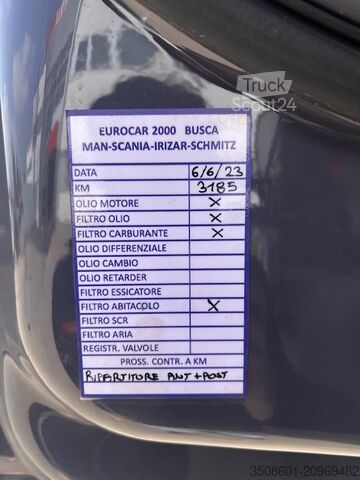 Truck
Scout24
EUROCAR 2000 BUSCA
MAN-SCANIA-IRIZAR-SCHMITZ
DATA 6/6/23
KM 3185
OLIO MOTORE X
FILTRO OLIO X
FILTRO CARBURANTE X
OLIO DIFFERENZIALE
OLIO CAMBIO
OLIO RETARDER
FILTRO ESSICATORE
FILTRO ABITACOLO X
FILTRO SCR
FILTRO ARIA
REGISTR. VALVOLE
PROSS. CONTR. A KM
RIPARTITORE ANT + POST
3508601-20969482